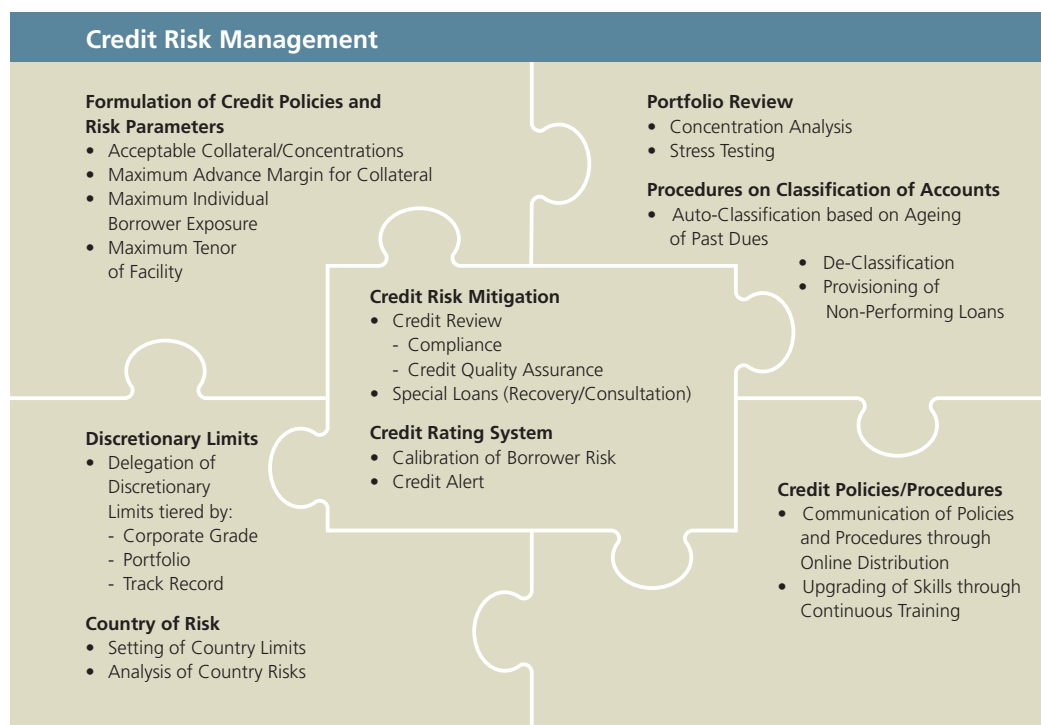 Credit Risk Management
Formulation of Credit Policies and
Risk Parameters
• Acceptable Collateral/Concentrations
• Maximum Advance Margin for Collateral
• Maximum Individual
Borrower Exposure
• Maximum Tenor
of Facility
Portfolio Review
• Concentration Analysis
• Stress Testing
Procedures on Classification of Accounts
• Auto-Classification based on Ageing
of Past Dues
• De-Classification
• Provisioning of
Non-Performing Loans
Credit Risk Mitigation
• Credit Review
- Compliance
- Credit Quality Assurance
• Special Loans (Recovery/Consultation)
Credit Rating System
• Calibration of Borrower Risk
• Credit Alert
Discretionary Limits
• Delegation of
Discretionary
Limits tiered by:
- Corporate Grade
- Portfolio
- Track Record
Country of Risk
• Setting of Country Limits
• Analysis of Country Risks
Credit Policies/Procedures
• Communication of Policies
and Procedures through
Online Distribution
• Upgrading of Skills through
Continuous Training